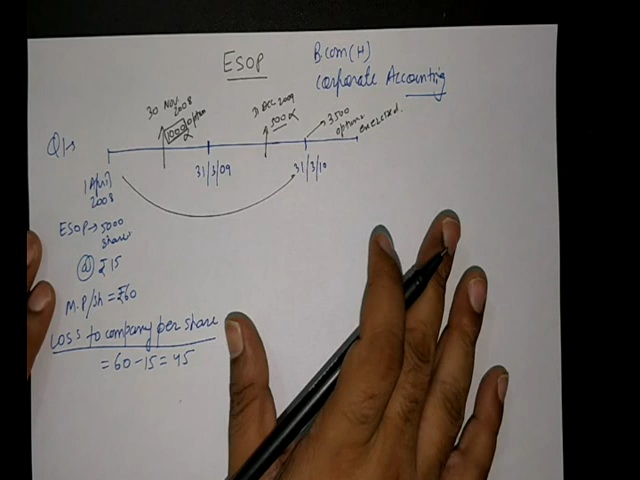 ESOP
Bcom(H)
Corporate Accounting
Q1→
30 Nov
2008
1000 option
α
31 Dec 2009
500 α
→ 3500
options
exercised.
1 April
2008
31/3/09
31/3/10
ESOP → 5000
shares
@ ₹15
M.P/sh = ₹60
LOSS to company per share
= 60 - 15 = 45